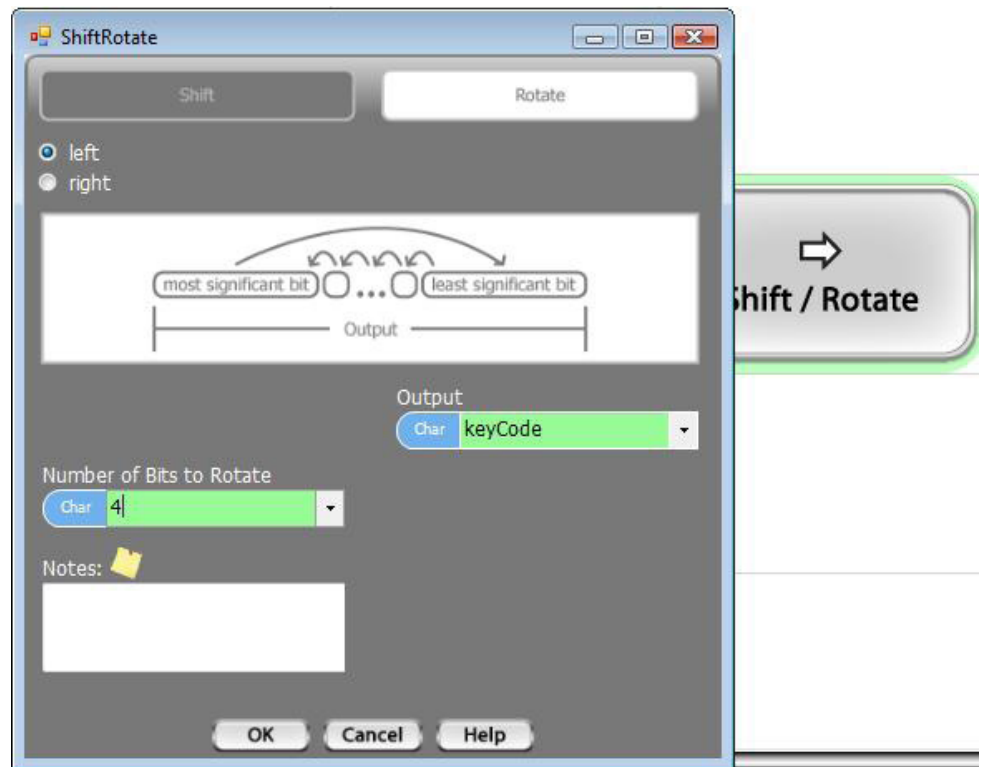 ShiftRotate
Shift Rotate
left
right
most significant bit ... least significant bit
Output
Output
Char keyCode
Number of Bits to Rotate
Char 4
Notes:
OK Cancel Help
Shift / Rotate